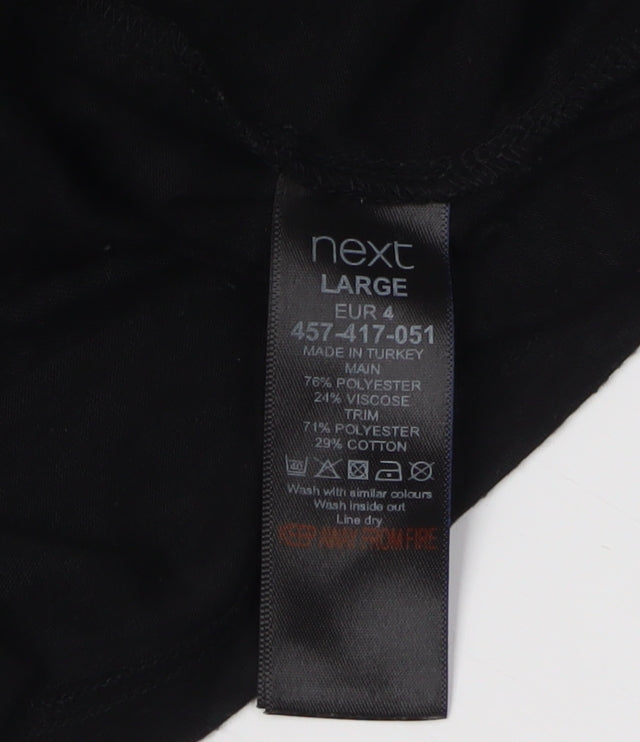 next
LARGE
EUR 4
457-417-051
MADE IN TURKEY
MAIN
76% POLYESTER
24% VISCOSE
TRIM
71% POLYESTER
29% COTTON
40
Wash with similar colours
Wash inside out
Line dry
KEEP AWAY FROM FIRE